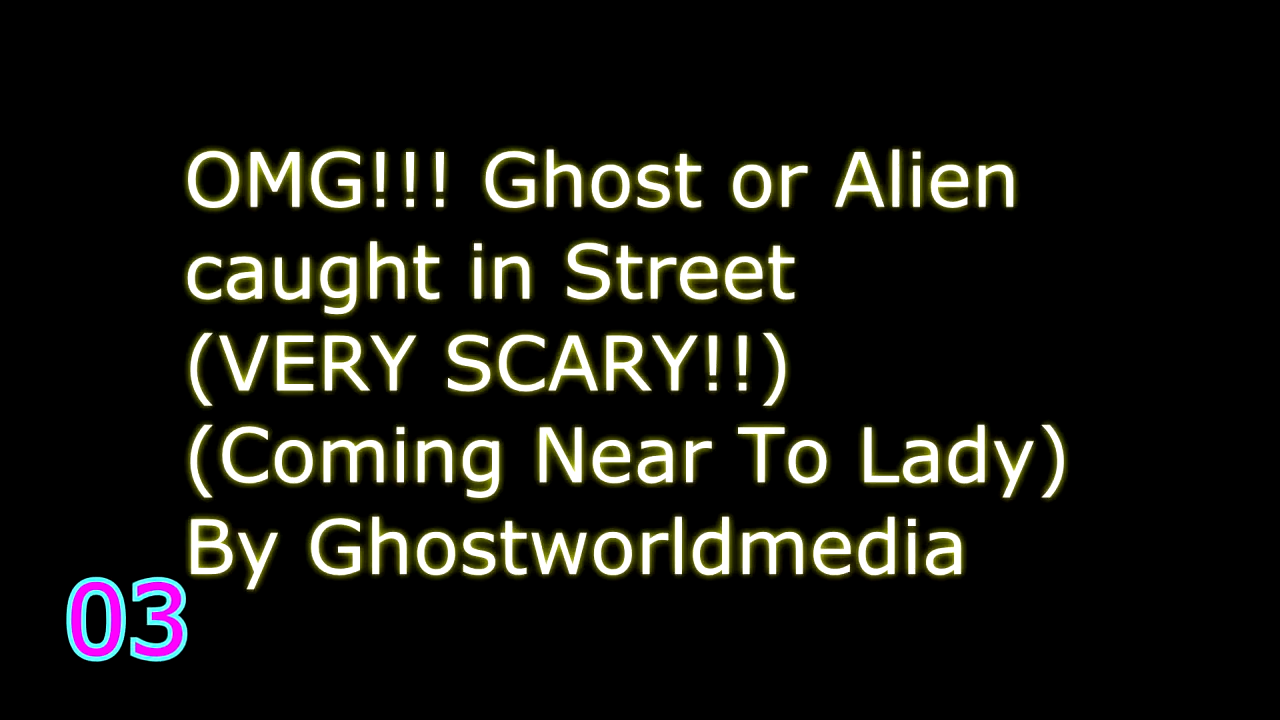 OMG!!! Ghost or Alien
caught in Street
(VERY SCARY!!)
(Coming Near To Lady)
By Ghostworldmedia
03